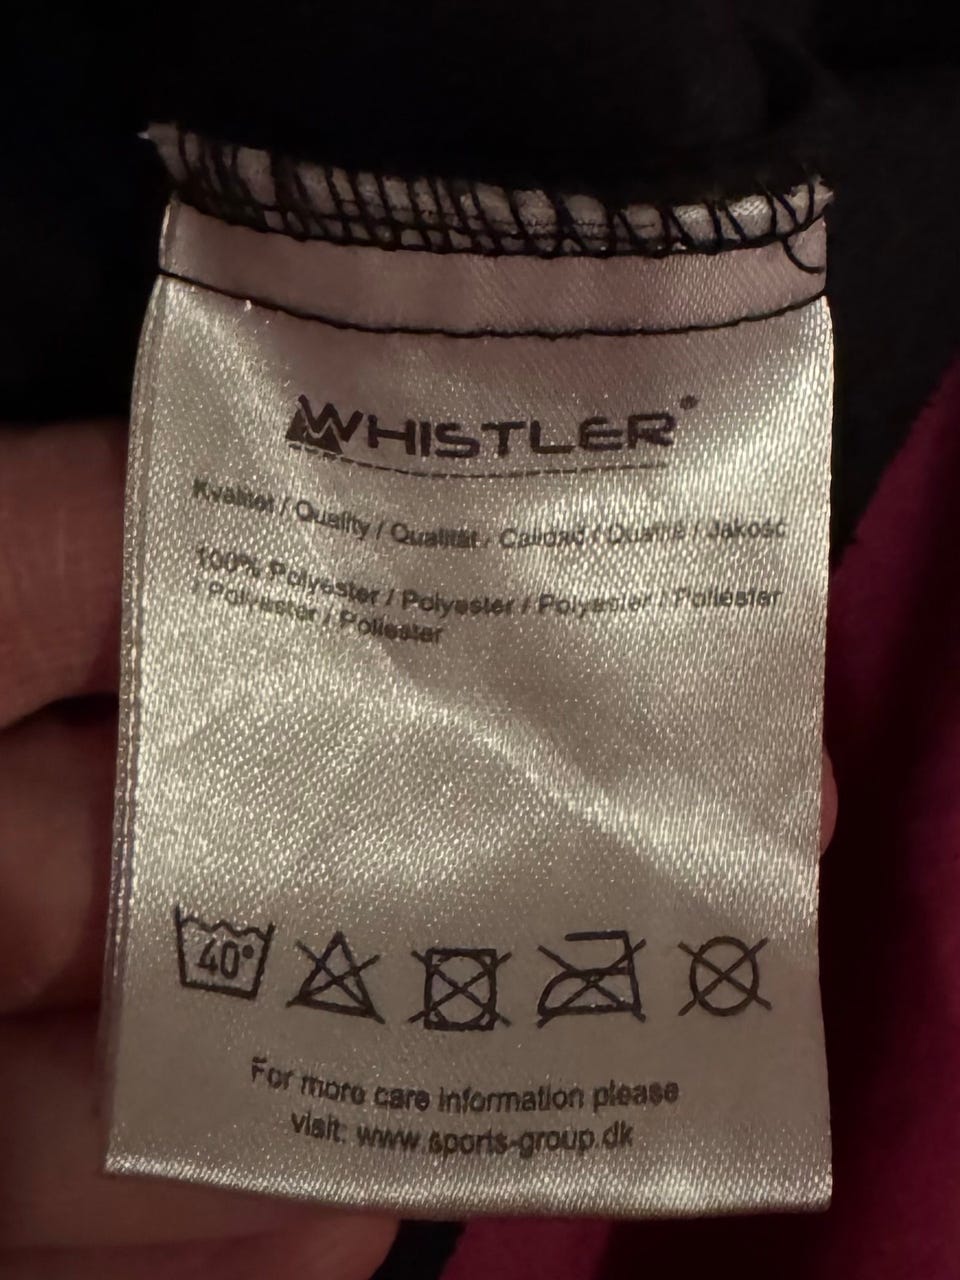 WHISTLER®
Kvalitet / Quality / Qualität / Calidad / Qualité / Jakość
100% Polyester / Polyester / Polyester / Poliester
/ Polyester / Poliester
40°
For more care information please
visit: www.sports-group.dk